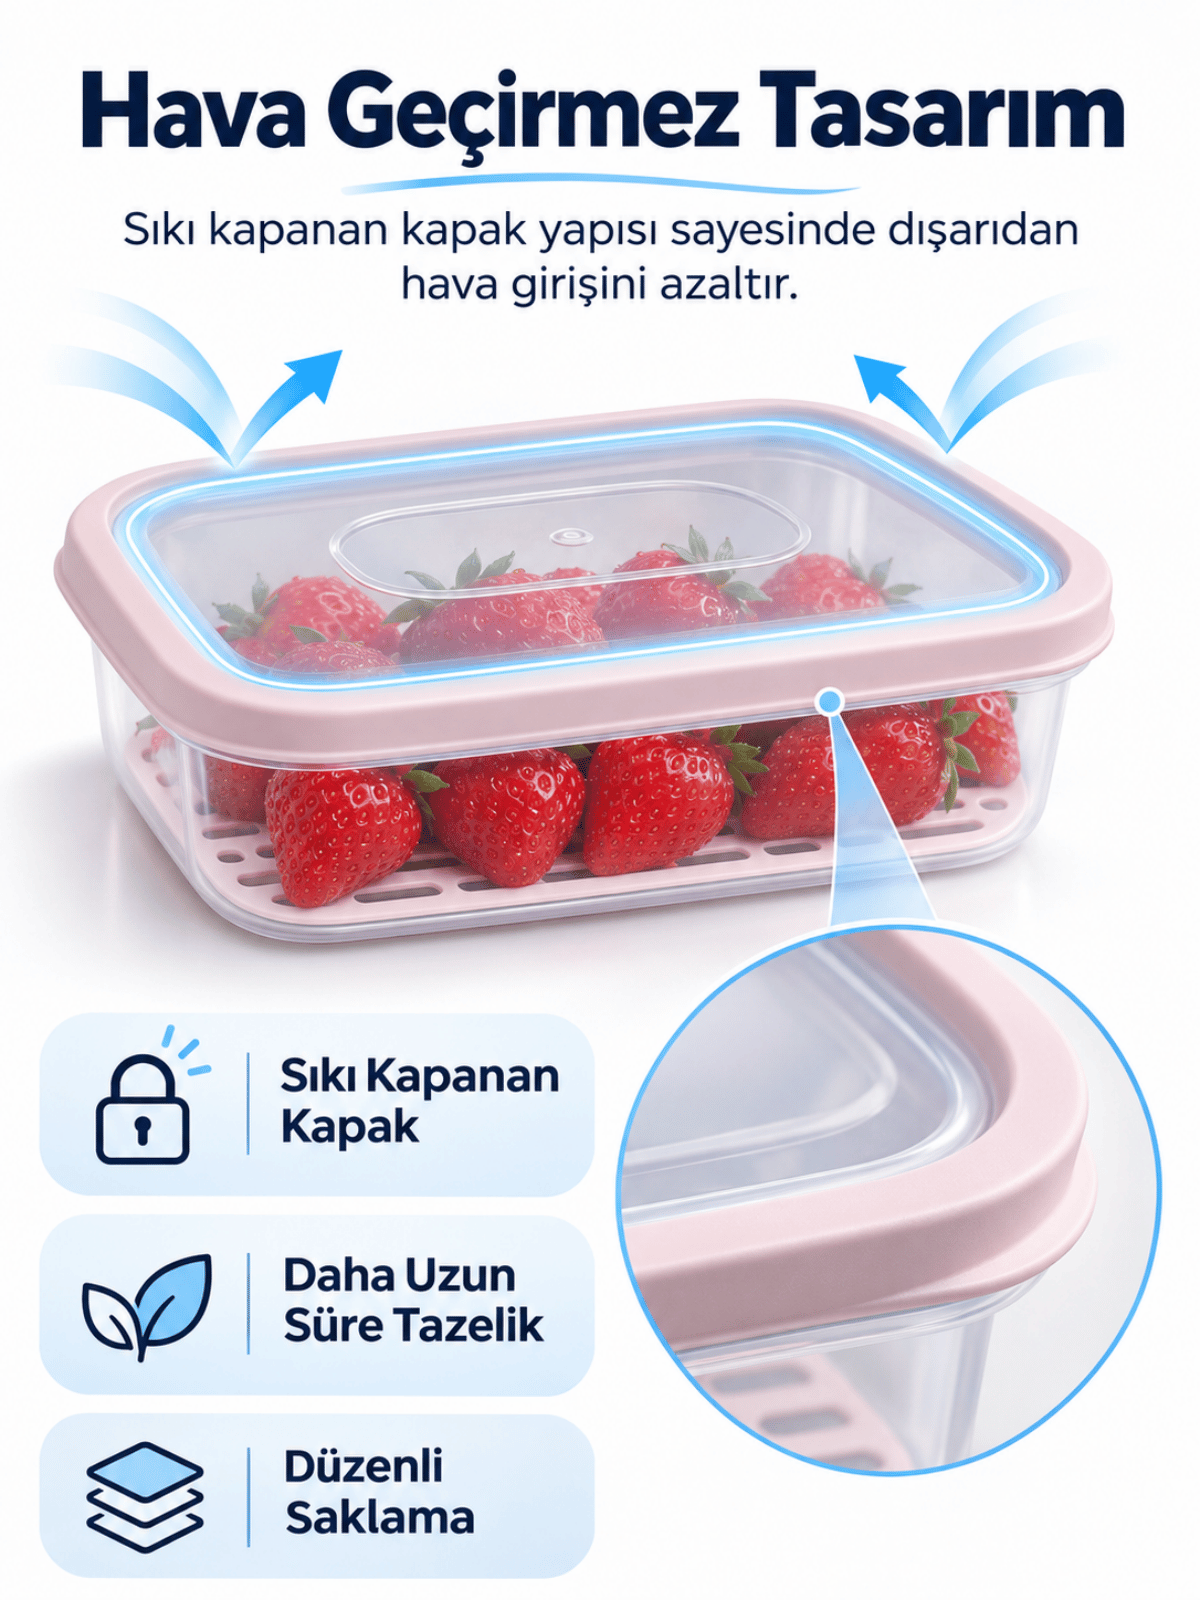 Hava Geçirmez Tasarım
Sıkı kapanan kapak yapısı sayesinde dışarıdan
hava girişini azaltır.
Sıkı Kapanan
Kapak
Daha Uzun
Süre Tazelik
Düzenli
Saklama